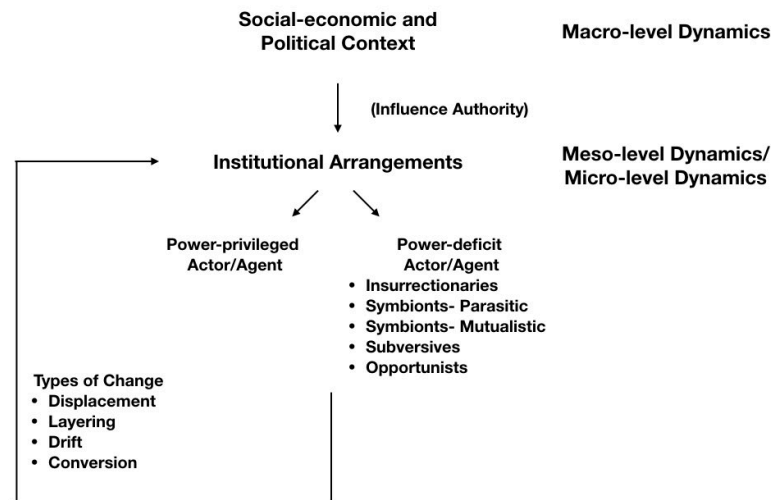 Social-economic and
Political Context
Macro-level Dynamics
(Influence Authority)
Institutional Arrangements
Meso-level Dynamics/
Micro-level Dynamics
Power-privileged
Actor/Agent
Power-deficit
Actor/Agent
• Insurrectionaries
• Symbionts- Parasitic
• Symbionts- Mutualistic
• Subversives
• Opportunists
Types of Change
• Displacement
• Layering
• Drift
• Conversion